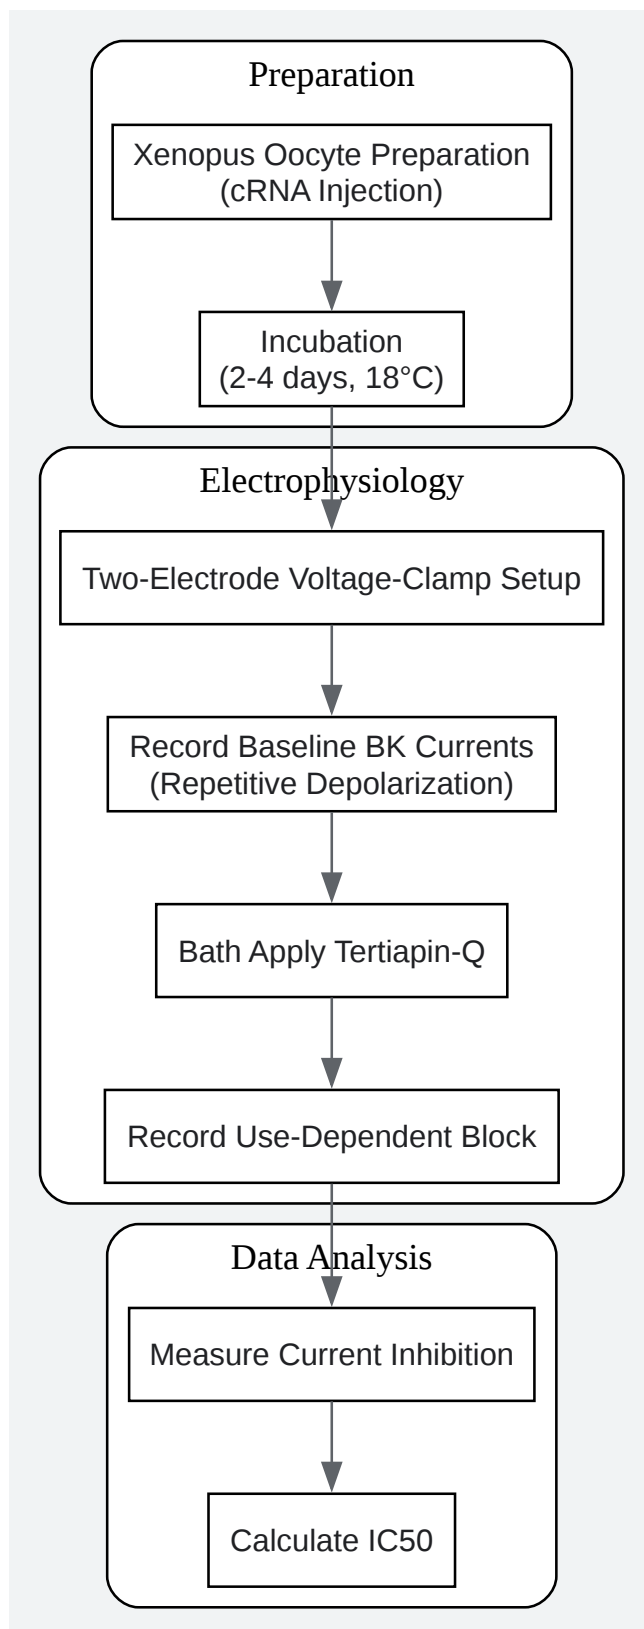 Preparation
Xenopus Oocyte Preparation
(cRNA Injection)
Incubation
(2-4 days, 18°C)
Electrophysiology
Two-Electrode Voltage-Clamp Setup
Record Baseline BK Currents
(Repetitive Depolarization)
Bath Apply Tertiapin-Q
Record Use-Dependent Block
Data Analysis
Measure Current Inhibition
Calculate IC50